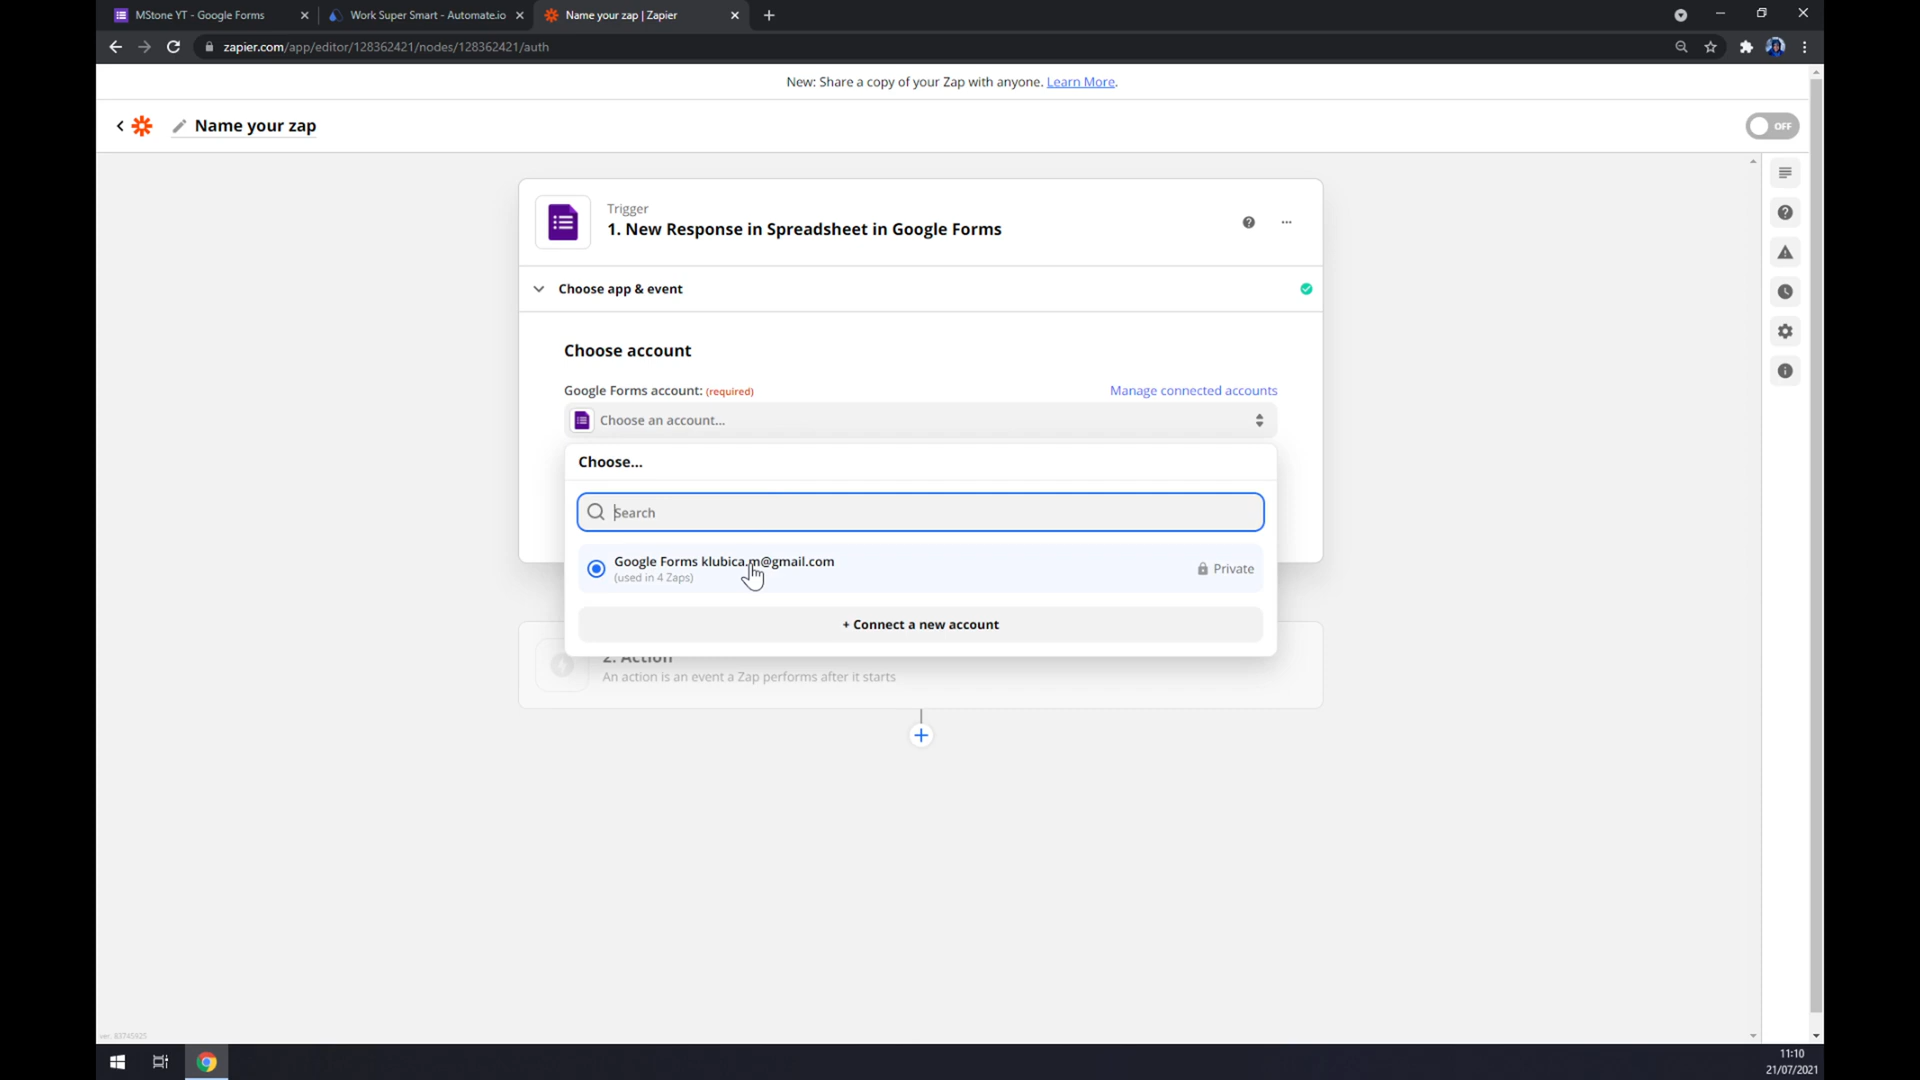 MStone YT - Google Forms
Work Super Smart - Automate.io
Name your zap | Zapier
zapier.com/app/editor/128362421/nodes/128362421/auth
New: Share a copy of your Zap with anyone. Learn More.
Name your zap
OFF
Trigger
1. New Response in Spreadsheet in Google Forms
Choose app & event
Choose account
Google Forms account: (required)
Manage connected accounts
Choose an account...
Choose...
Search
Google Forms klubica.m@gmail.com
(used in 4 Zaps)
Private
+ Connect a new account
2. Action
An action is an event a Zap performs after it starts
ver. 83745925
11:10
21/07/2021